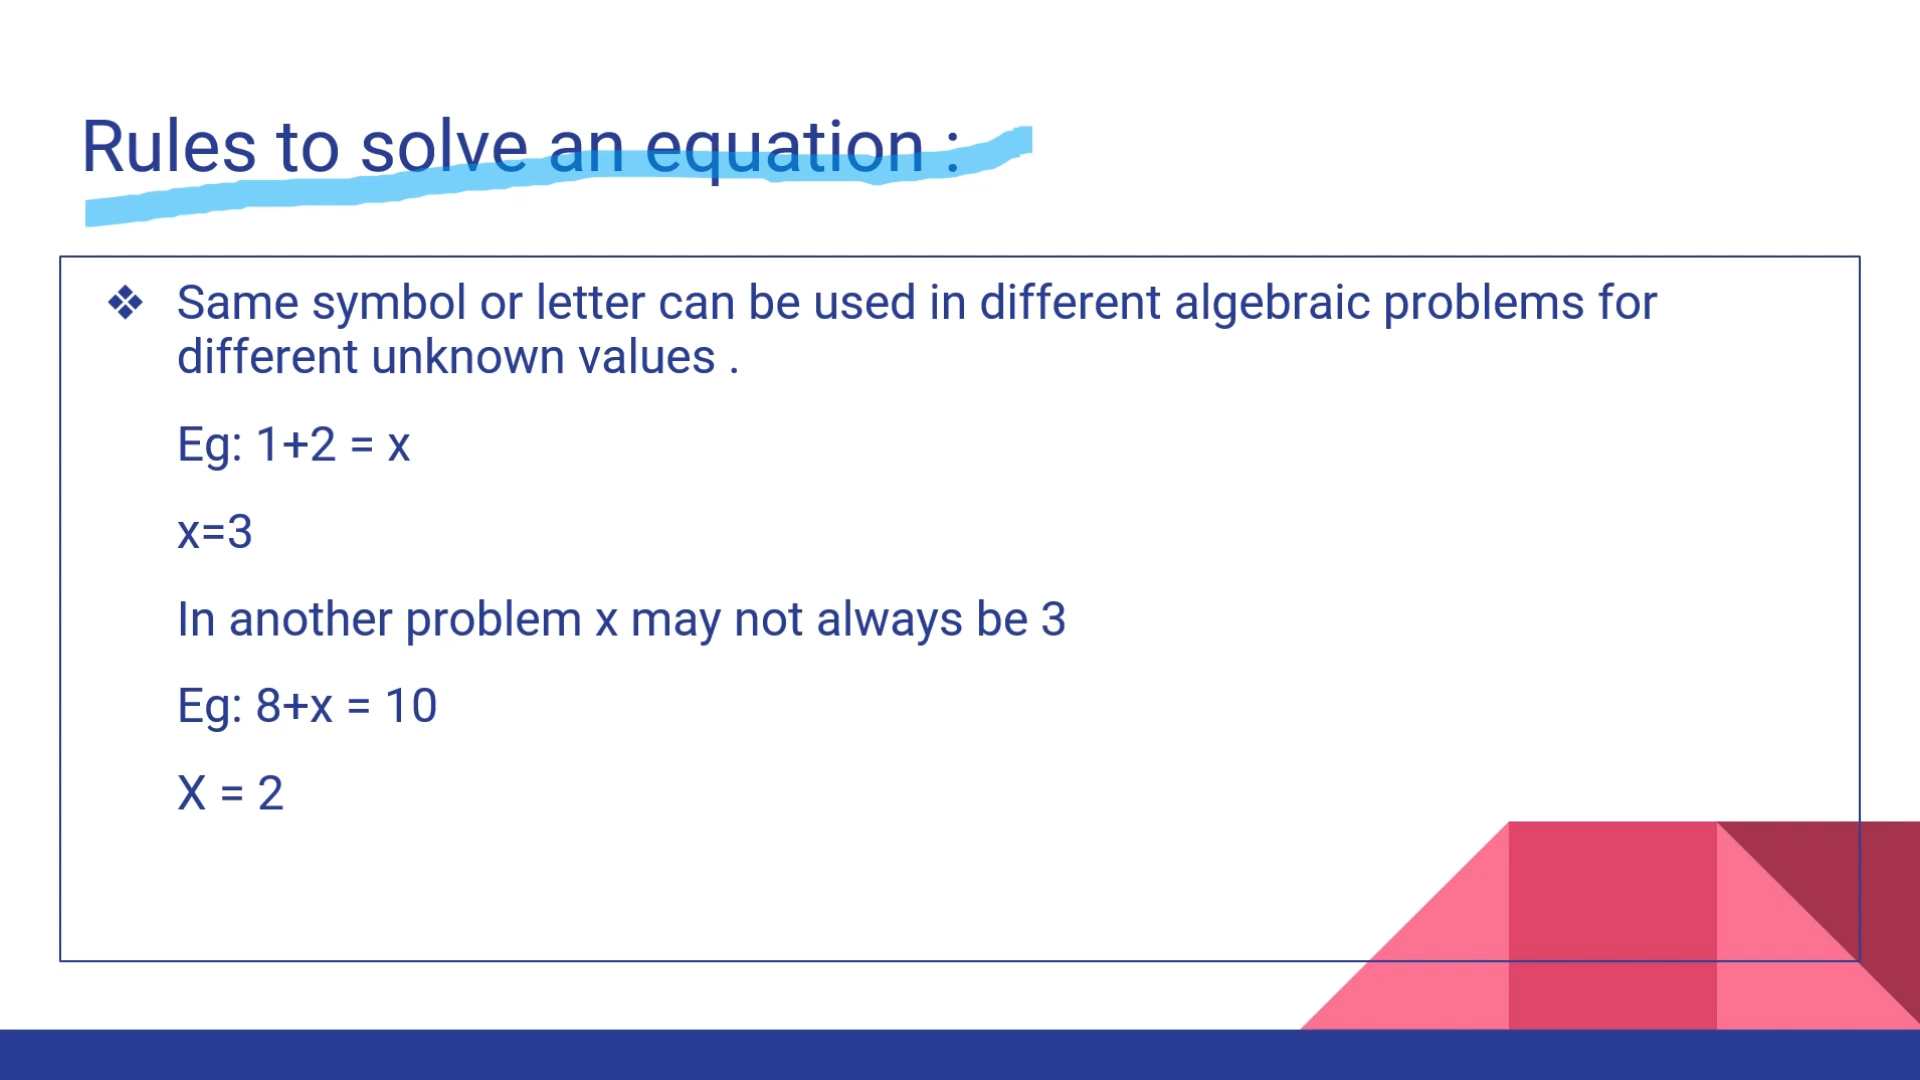 Rules to solve an equation :
❖ Same symbol or letter can be used in different algebraic problems for
different unknown values .
Eg: 1+2 = x
x=3
In another problem x may not always be 3
Eg: 8+x = 10
X = 2